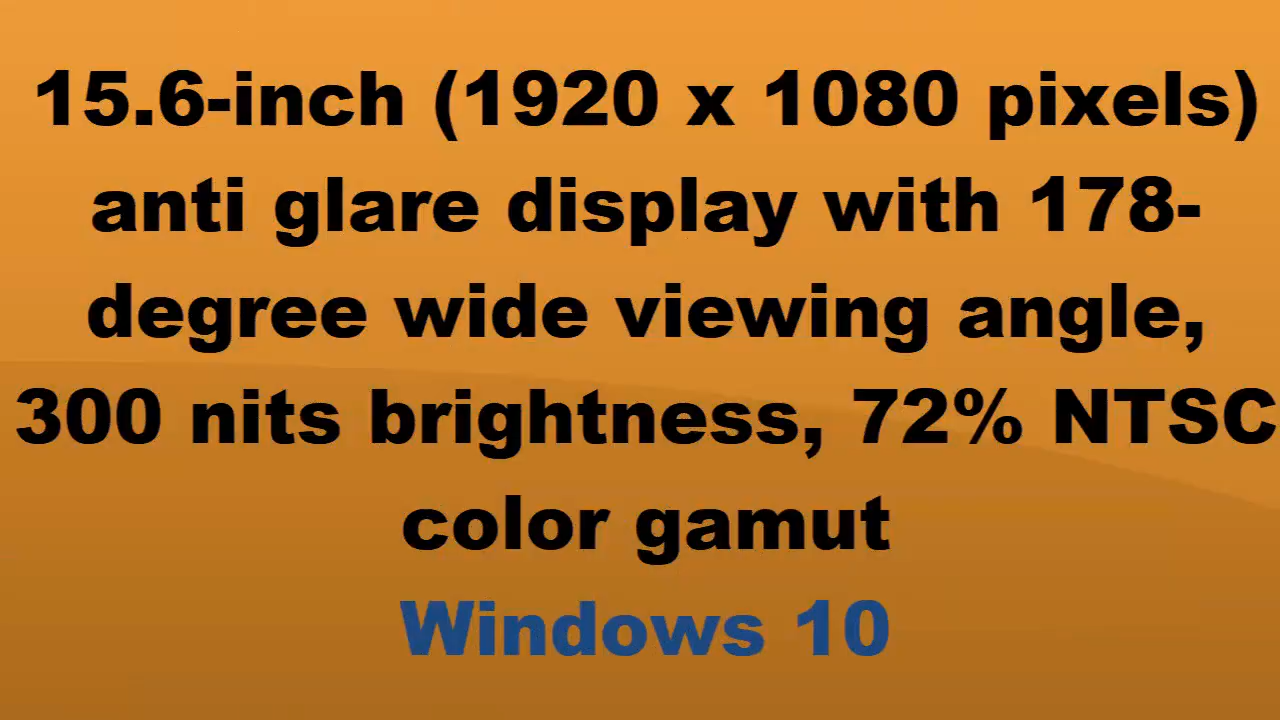 15.6-inch (1920 x 1080 pixels)
anti glare display with 178-
degree wide viewing angle,
300 nits brightness, 72% NTSC
color gamut
Windows 10